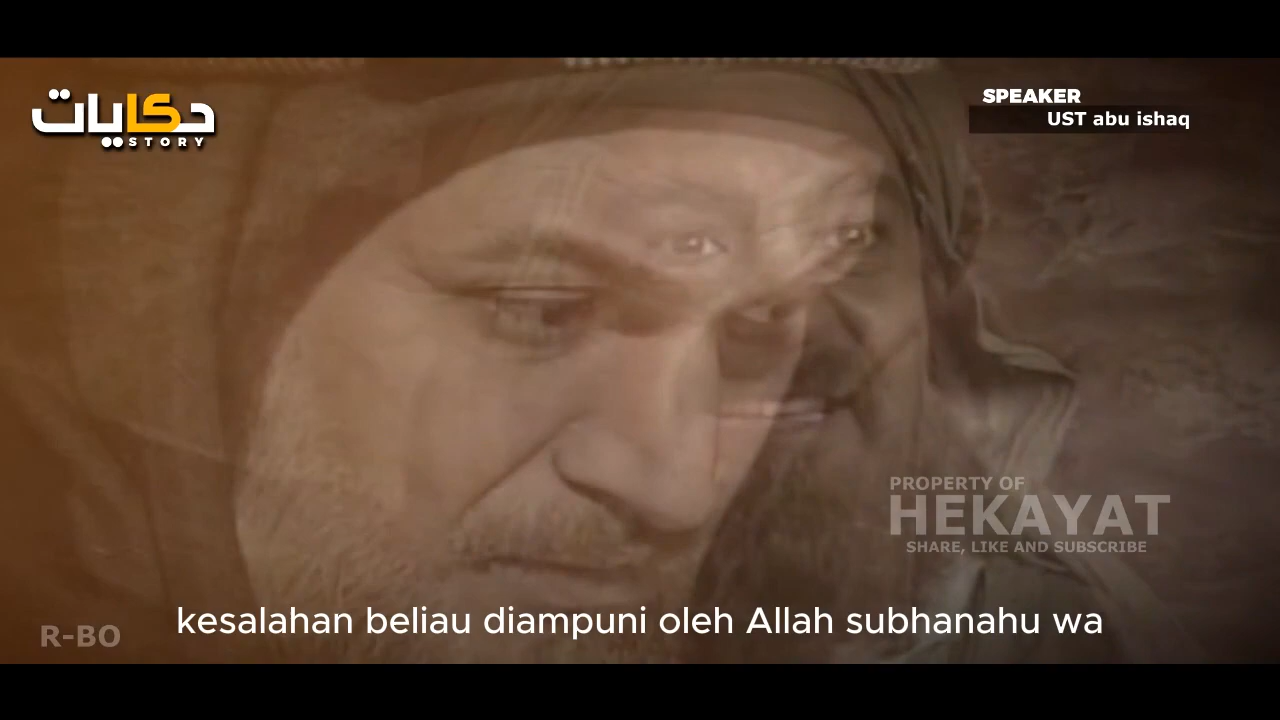 حكايات
STORY
SPEAKER
UST abu ishaq
PROPERTY OF
HEKAYAT
SHARE, LIKE AND SUBSCRIBE
kesalahan beliau diampuni oleh Allah subhanahu wa
R-BO